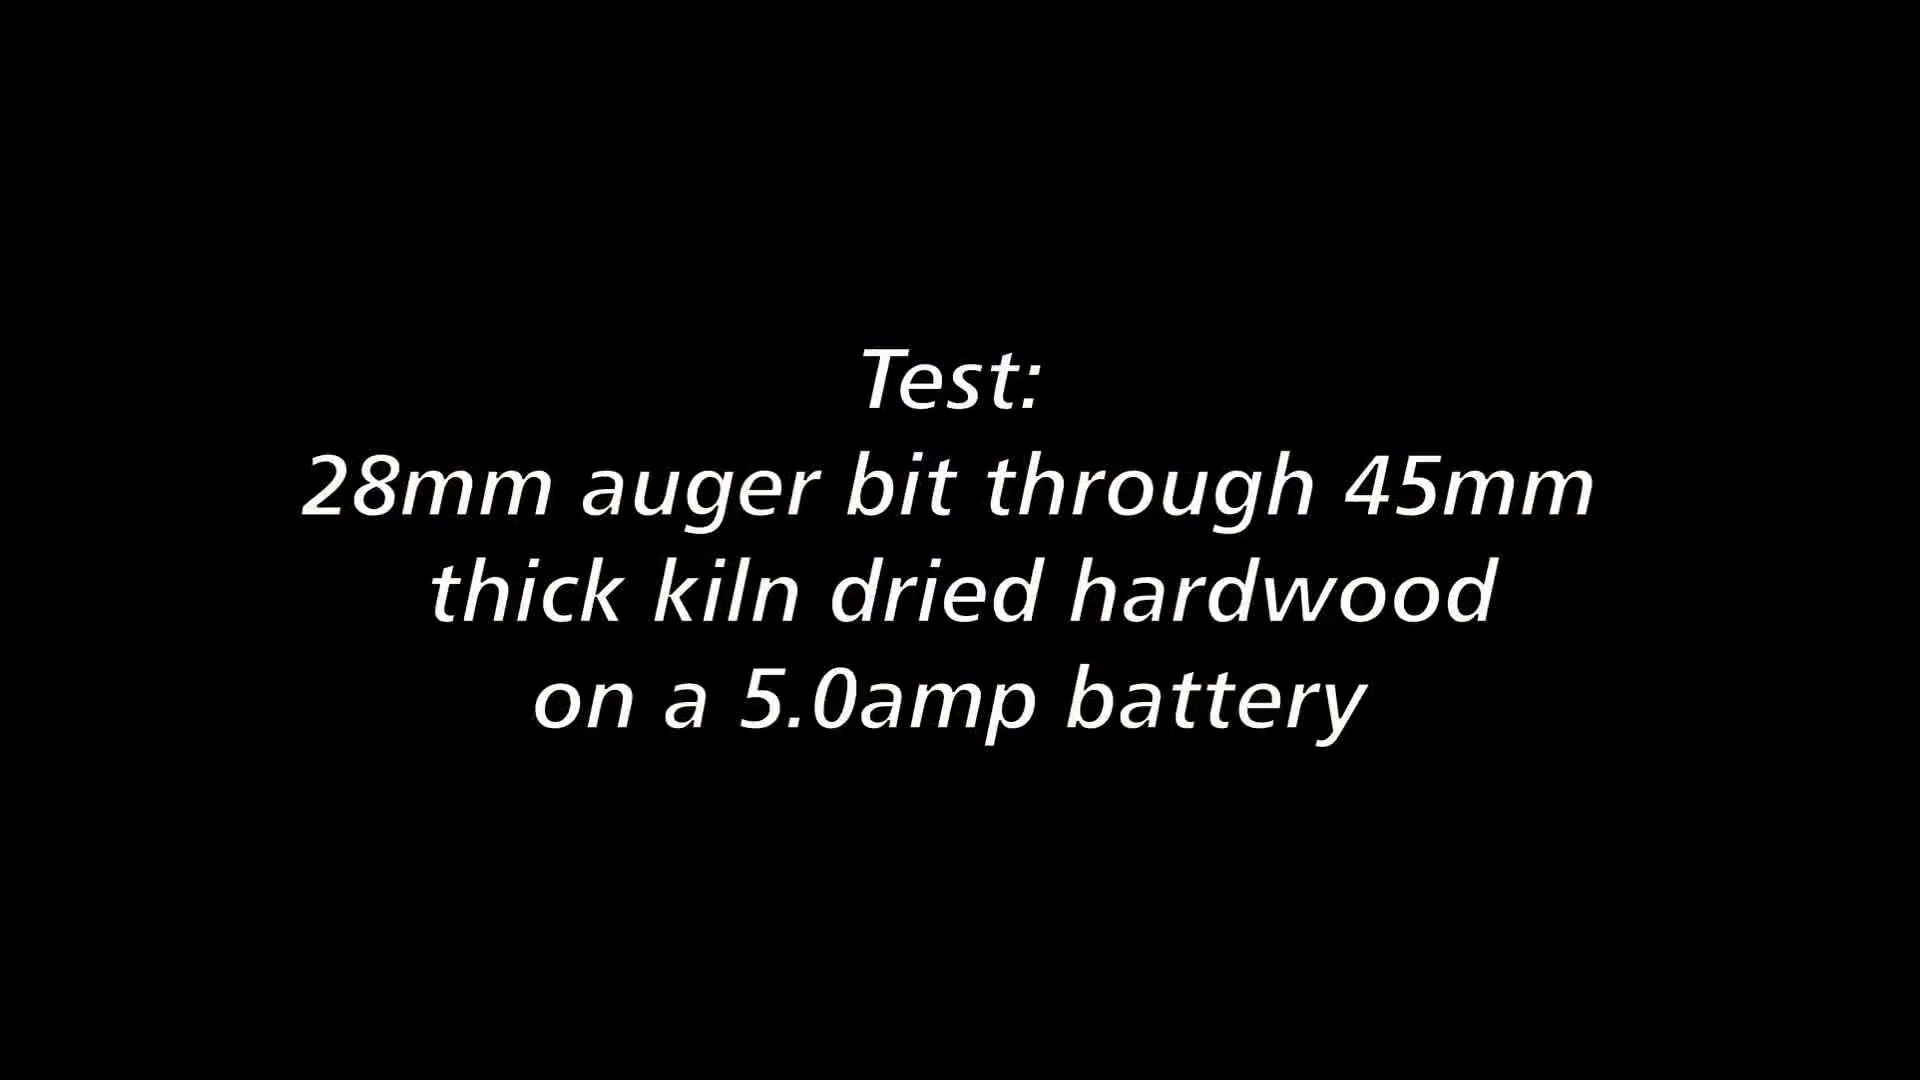 Test:
28mm auger bit through 45mm
thick kiln dried hardwood
on a 5.0amp battery